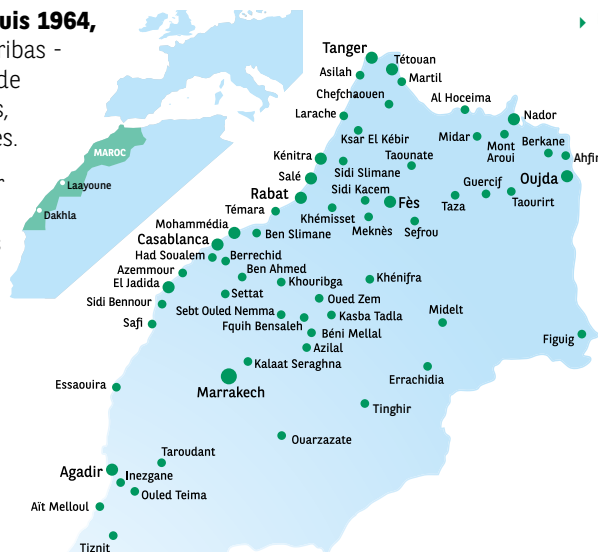 uis 1964,
ribas -
de
s,
es.
r
s
MAROC
Laayoune
Dakhla
Tanger
Tétouan
Asilah
Martil
Chefchaouen
Al Hoceima
Larache
Nador
Ksar El Kébir
Midar
Mont
Aroui
Berkane
Ahfir
Kénitra
Taounate
Sidi Slimane
Salé
Guercif
Oujda
Sidi Kacem
Rabat
Fès
Taza
Taourirt
Témara
Khémisset
Meknès
Sefrou
Mohammédia
Ben Slimane
Casablanca
Had Soualem
Berrechid
Azemmour
Ben Ahmed
El Jadida
Khouribga
Khénifra
Sidi Bennour
Settat
Oued Zem
Sebt Ouled Nemma
Kasba Tadla
Midelt
Safi
Fquih Bensaleh
Béni Mellal
Figuig
Azilal
Kalaat Seraghna
Errachidia
Essaouira
Marrakech
Tinghir
Ouarzazate
Taroudant
Agadir
Inezgane
Ouled Teima
Aït Melloul
Tiznit